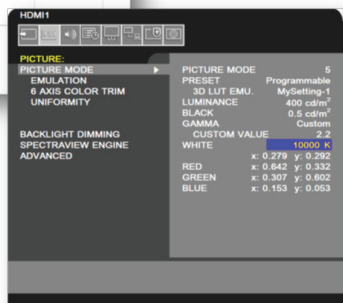 HDMI1
PICTURE:
PICTURE MODE
EMULATION
6 AXIS COLOR TRIM
UNIFORMITY
BACKLIGHT DIMMING
SPECTRAVIEW ENGINE
ADVANCED
PICTURE MODE 5
PRESET Programmable
3D LUT EMU. MySetting-1
LUMINANCE 400 cd/m²
BLACK 0.5 cd/m²
GAMMA Custom
CUSTOM VALUE 2.2
WHITE 10000 K
x: 0.279 y: 0.292
RED x: 0.642 y: 0.332
GREEN x: 0.307 y: 0.602
BLUE x: 0.153 y: 0.053